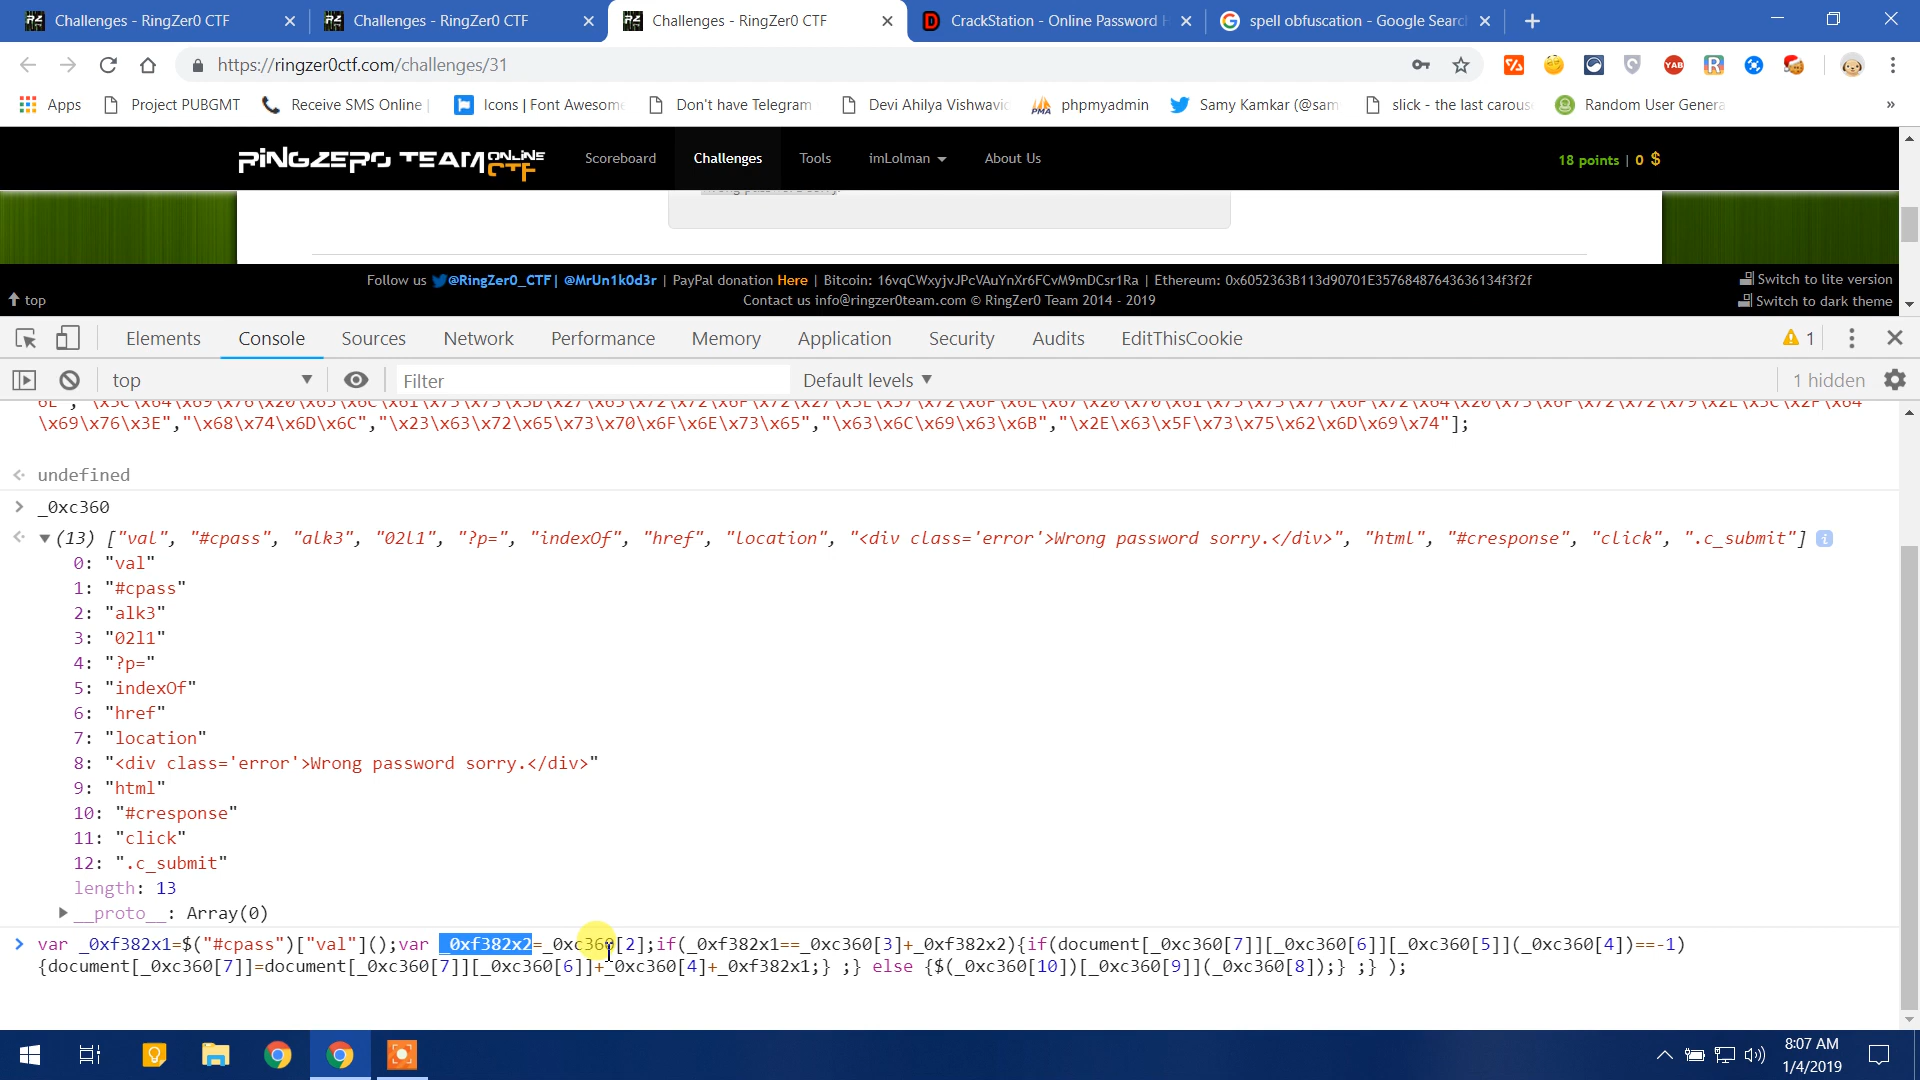 Challenges - RingZer0 CTF
Challenges - RingZer0 CTF
Challenges - RingZer0 CTF
CrackStation - Online Password H
spell obfuscation - Google Search
https://ringzer0ctf.com/challenges/31
Apps Project PUBGMT Receive SMS Online | Icons | Font Awesome Don't have Telegram Devi Ahilya Vishwavid phpmyadmin Samy Kamkar (@sam slick - the last carous Random User Genera »
RINGZER0 TEAM ONLINE CTF Scoreboard Challenges Tools imLolman About Us 18 points | 0 $
Wrong password sorry.
Follow us @RingZer0_CTF | @MrUn1k0d3r | PayPal donation Here | Bitcoin: 16vqCWxyjvJPcVAuYnXr6FCvM9mDCsr1Ra | Ethereum: 0x6052363B113d90701E35768487643636134f3f2f Switch to lite version
top Contact us info@ringzer0team.com © RingZer0 Team 2014 - 2019 Switch to dark theme
Elements Console Sources Network Performance Memory Application Security Audits EditThisCookie 1
top Filter Default levels 1 hidden
\x69\x76\x3E","\x68\x74\x6D\x6C","\x23\x63\x72\x65\x73\x70\x6F\x6E\x73\x65","\x63\x6C\x69\x63\x6B","\x2E\x63\x5F\x73\x75\x62\x6D\x69\x74"];
undefined
_0xc360
(13) ["val", "#cpass", "alk3", "02l1", "?p=", "indexOf", "href", "location", "<div class='error'>Wrong password sorry.</div>", "html", "#cresponse", "click", ".c_submit"]
0: "val"
1: "#cpass"
2: "alk3"
3: "02l1"
4: "?p="
5: "indexOf"
6: "href"
7: "location"
8: "<div class='error'>Wrong password sorry.</div>"
9: "html"
10: "#cresponse"
11: "click"
12: ".c_submit"
length: 13
__proto__: Array(0)
var _0xf382x1=$("#cpass")["val"]();var _0xf382x2=_0xc360[2];if(_0xf382x1==_0xc360[3]+_0xf382x2){if(document[_0xc360[7]][_0xc360[6]][_0xc360[5]](_0xc360[4])==-1)
{document[_0xc360[7]]=document[_0xc360[7]][_0xc360[6]]+_0xc360[4]+_0xf382x1;} ;} else {$(_0xc360[10])[_0xc360[9]](_0xc360[8]);} ;} );
8:07 AM
1/4/2019